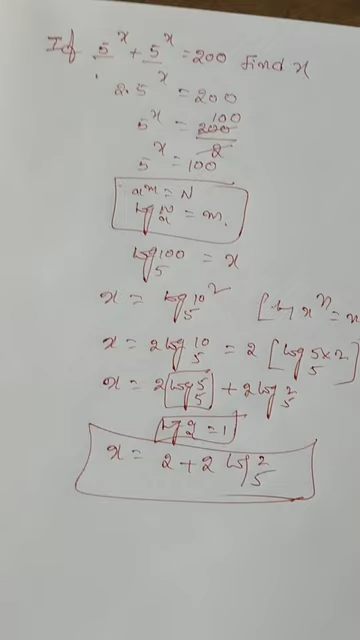 If 5^x + 5^x = 200 find x
2.5^x = 200
5^x = 200/2 100
5^x = 100
a^m = N
log_a N = m.
log_5 100 = x
x = log_5 10^2 [log x^n =
x = 2 log_5 10 = 2 [log_5 5×2]
x = 2 log_5 5 + 2 log_5 2
log_a a = 1
x = 2 + 2 log_5 2